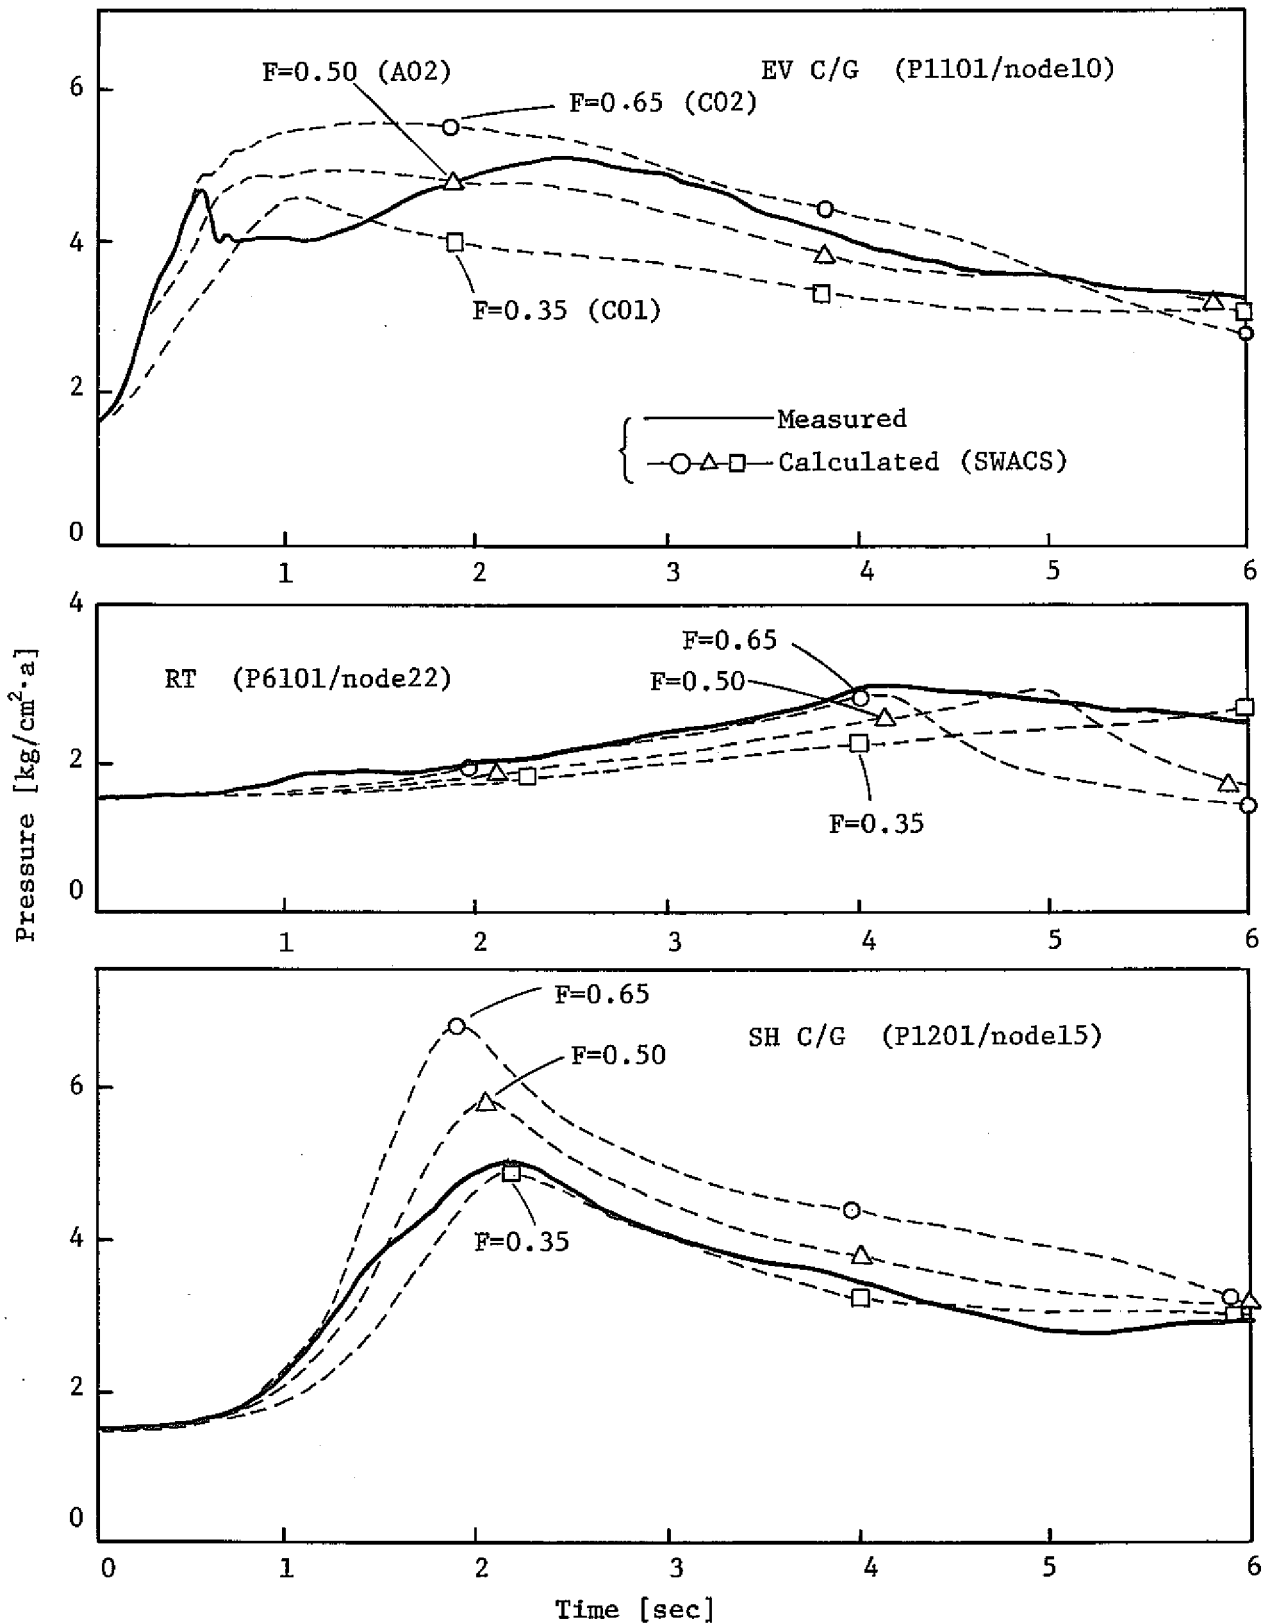 F=0.50 (A02)
EV C/G (P1101/node10)
F=0.65 (C02)
6
4
F=0.35 (C01)
2
Measured
Calculated (SWACS)
0
1 2 3 4 5 6
4
F=0.65
RT (P6101/node22)
F=0.50
2
F=0.35
0
1 2 3 4 5 6
Pressure [kg/cm²·a]
F=0.65
SH C/G (P1201/node15)
F=0.50
6
4
F=0.35
2
0
0 1 2 3 4 5 6
Time [sec]